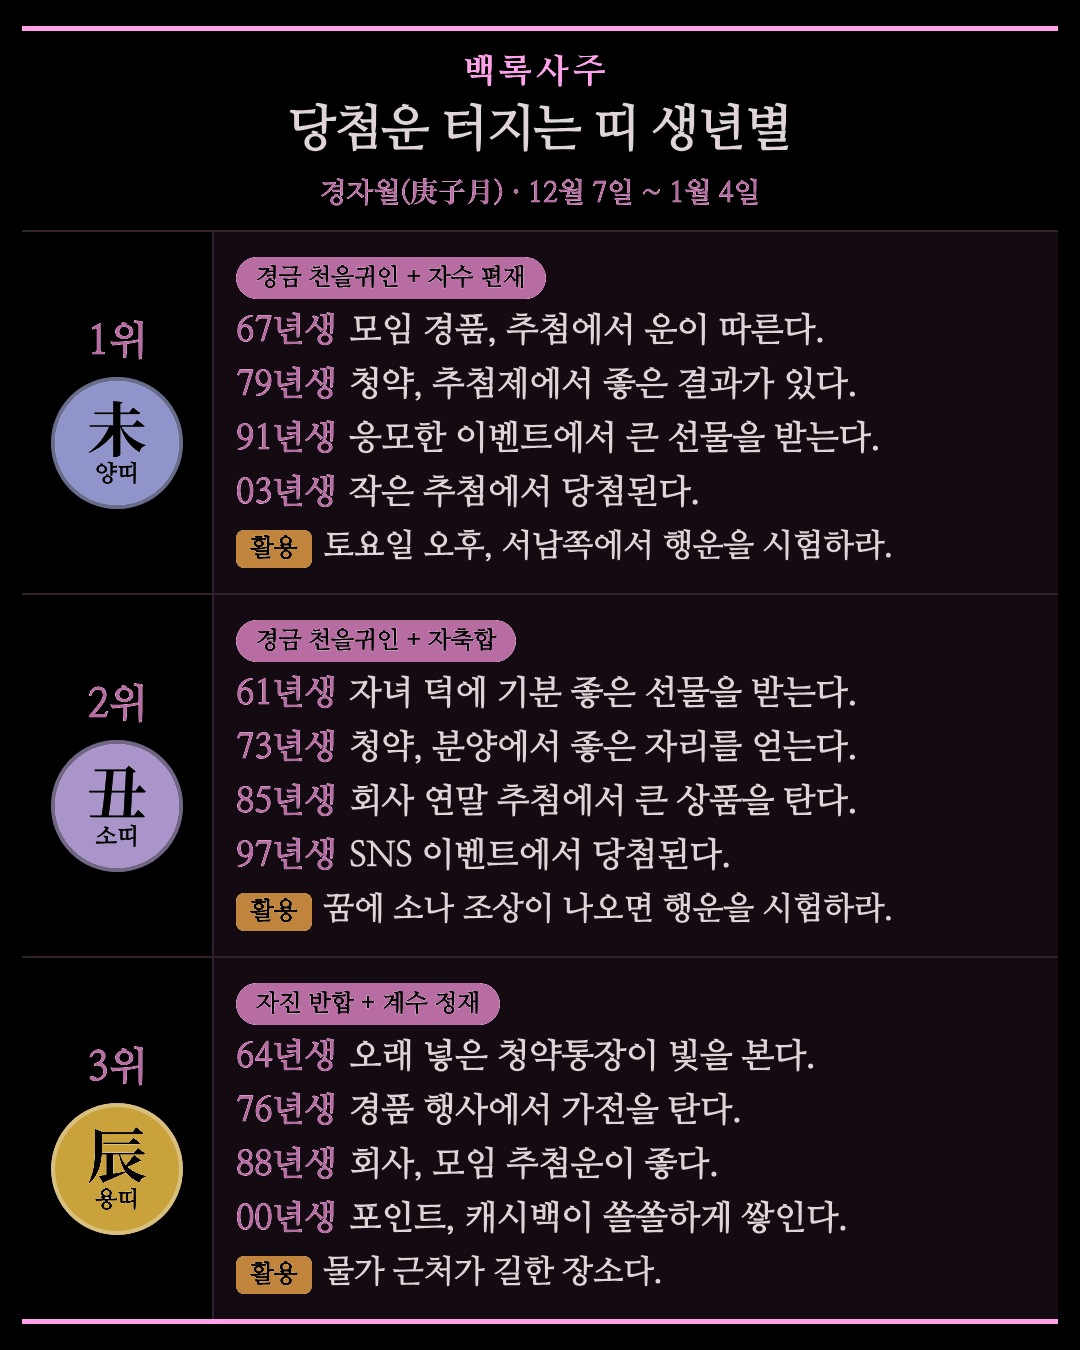 백록사주
당첨운 터지는 띠 생년별
경자월(庚子月) · 12월 7일 ~ 1월 4일
1위
未
양띠
경금 천을귀인 + 자수 편재
67년생 모임 경품, 추첨에서 운이 따른다.
79년생 청약, 추첨제에서 좋은 결과가 있다.
91년생 응모한 이벤트에서 큰 선물을 받는다.
03년생 작은 추첨에서 당첨된다.
활용 토요일 오후, 서남쪽에서 행운을 시험하라.
2위
丑
소띠
경금 천을귀인 + 자축합
61년생 자녀 덕에 기분 좋은 선물을 받는다.
73년생 청약, 분양에서 좋은 자리를 얻는다.
85년생 회사 연말 추첨에서 큰 상품을 탄다.
97년생 SNS 이벤트에서 당첨된다.
활용 꿈에 소나 조상이 나오면 행운을 시험하라.
3위
辰
용띠
자진 반합 + 계수 정재
64년생 오래 넣은 청약통장이 빛을 본다.
76년생 경품 행사에서 가전을 탄다.
88년생 회사, 모임 추첨운이 좋다.
00년생 포인트, 캐시백이 쏠쏠하게 쌓인다.
활용 물가 근처가 길한 장소다.